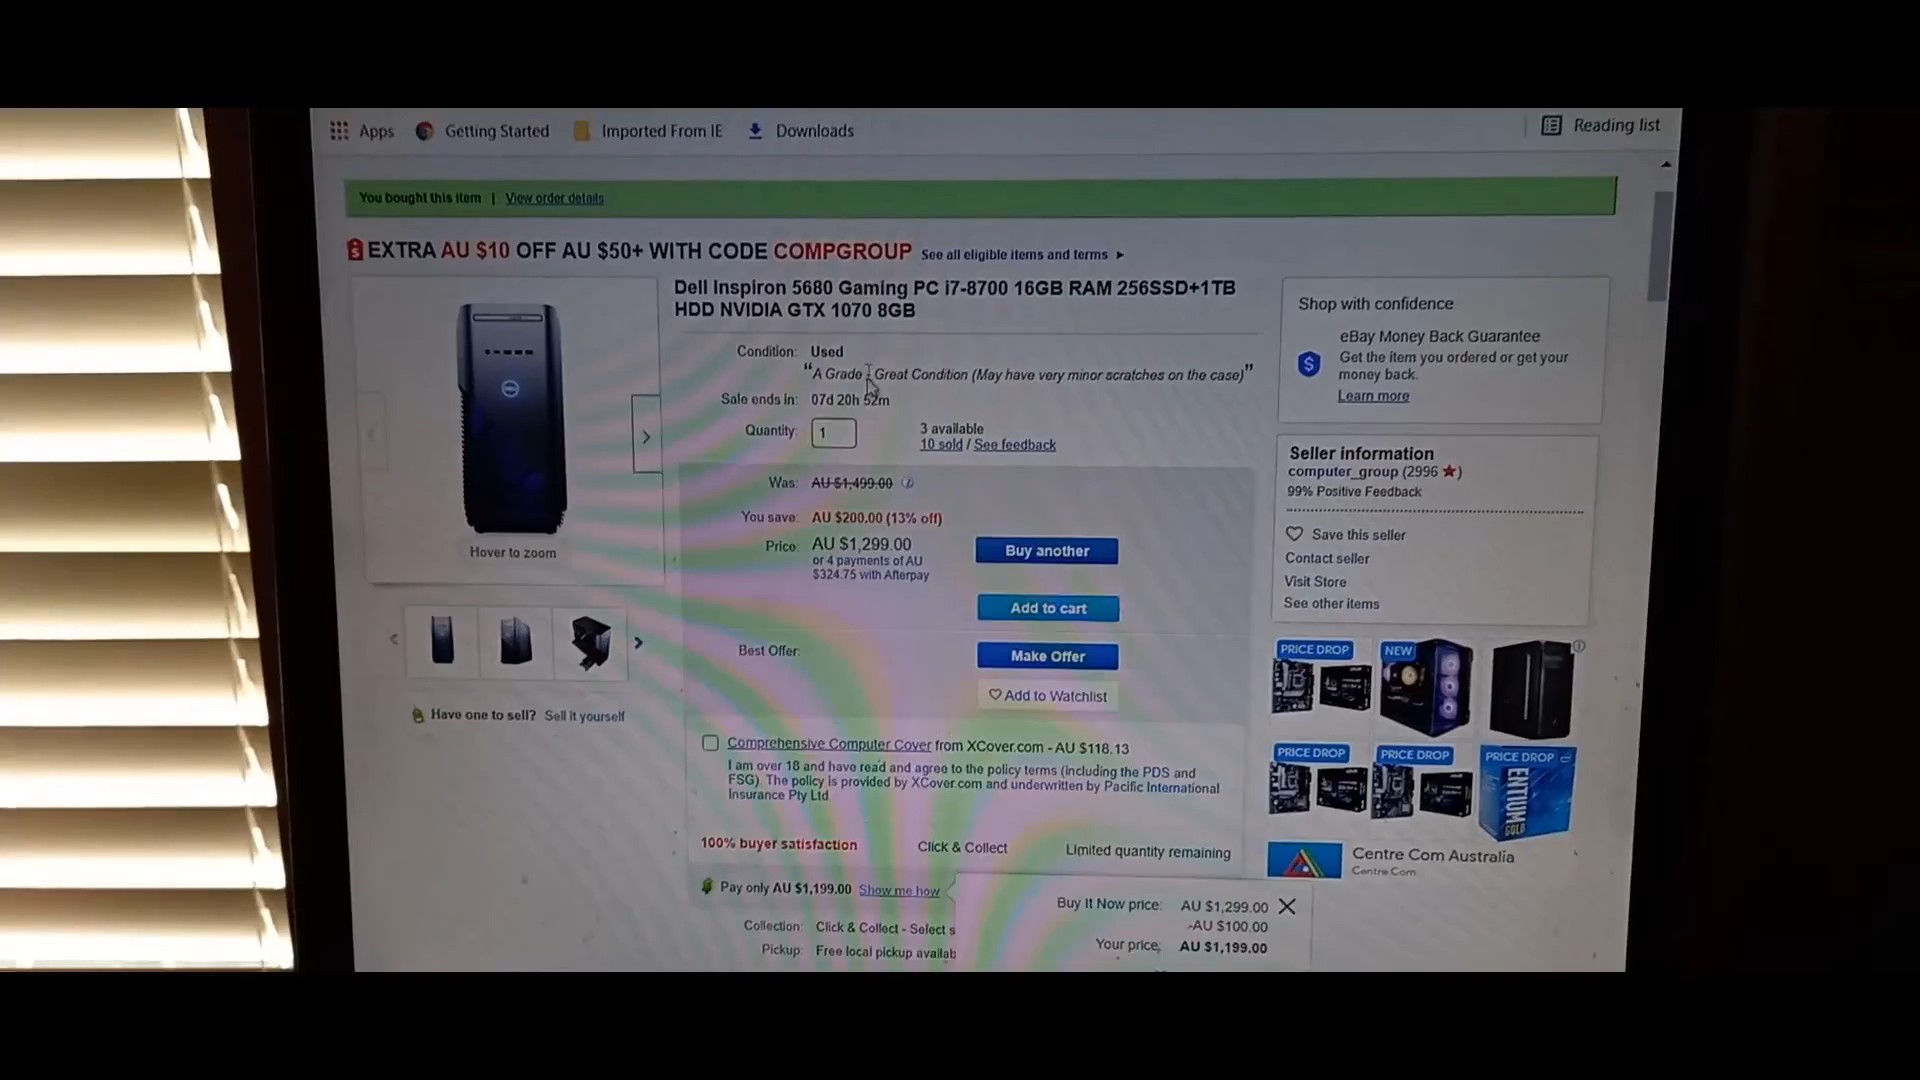 Apps Getting Started Imported From IE Downloads Reading list
You bought this item | View order details
EXTRA AU $10 OFF AU $50+ WITH CODE COMPGROUP See all eligible items and terms
Dell Inspiron 5680 Gaming PC i7-8700 16GB RAM 256SSD+1TB
HDD NVIDIA GTX 1070 8GB
Condition: Used
"A Grade - Great Condition (May have very minor scratches on the case)"
Sale ends in: 07d 20h 52m
Quantity: 1
3 available
10 sold / See feedback
Was: AU $1,499.00
You save: AU $200.00 (13% off)
Price: AU $1,299.00
or 4 payments of AU
$324.75 with Afterpay
Buy another
Add to cart
Best Offer:
Make Offer
Add to Watchlist
Hover to zoom
Have one to sell? Sell it yourself
Comprehensive Computer Cover from XCover.com - AU $118.13
I am over 18 and have read and agree to the policy terms (including the PDS and
FSG). The policy is provided by XCover.com and underwritten by Pacific International
Insurance Pty Ltd
100% buyer satisfaction Click & Collect Limited quantity remaining
Pay only AU $1,199.00 Show me how
Collection: Click & Collect - Select s
Pickup: Free local pickup availab
Buy It Now price: AU $1,299.00
-AU $100.00
Your price: AU $1,199.00
Shop with confidence
eBay Money Back Guarantee
Get the item you ordered or get your
money back.
Learn more
Seller information
computer_group (2996)
99% Positive Feedback
Save this seller
Contact seller
Visit Store
See other items
PRICE DROP
NEW
PRICE DROP
PRICE DROP
PRICE DROP
ENTIUM
GOLD
Centre Com Australia
Centre Com